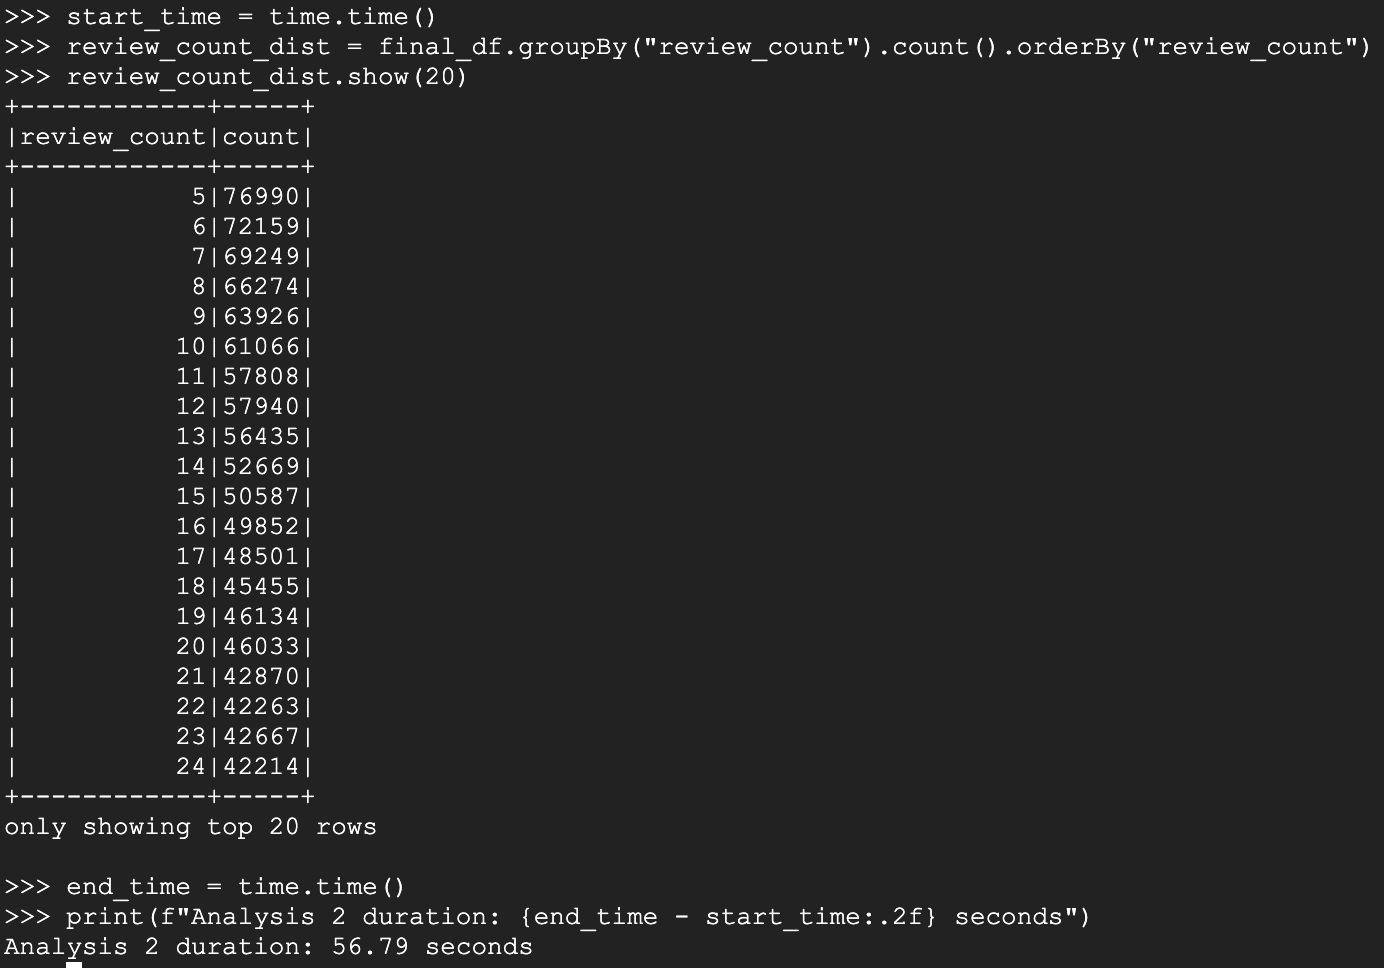 >>> start_time = time.time()
>>> review_count_dist = final_df.groupBy("review_count").count().orderBy("review_count")
>>> review_count_dist.show(20)
+------------+-----+
|review_count|count|
+------------+-----+
|           5|76990|
|           6|72159|
|           7|69249|
|           8|66274|
|           9|63926|
|          10|61066|
|          11|57808|
|          12|57940|
|          13|56435|
|          14|52669|
|          15|50587|
|          16|49852|
|          17|48501|
|          18|45455|
|          19|46134|
|          20|46033|
|          21|42870|
|          22|42263|
|          23|42667|
|          24|42214|
+------------+-----+
only showing top 20 rows

>>> end_time = time.time()
>>> print(f"Analysis 2 duration: {end_time - start_time:.2f} seconds")
Analysis 2 duration: 56.79 seconds